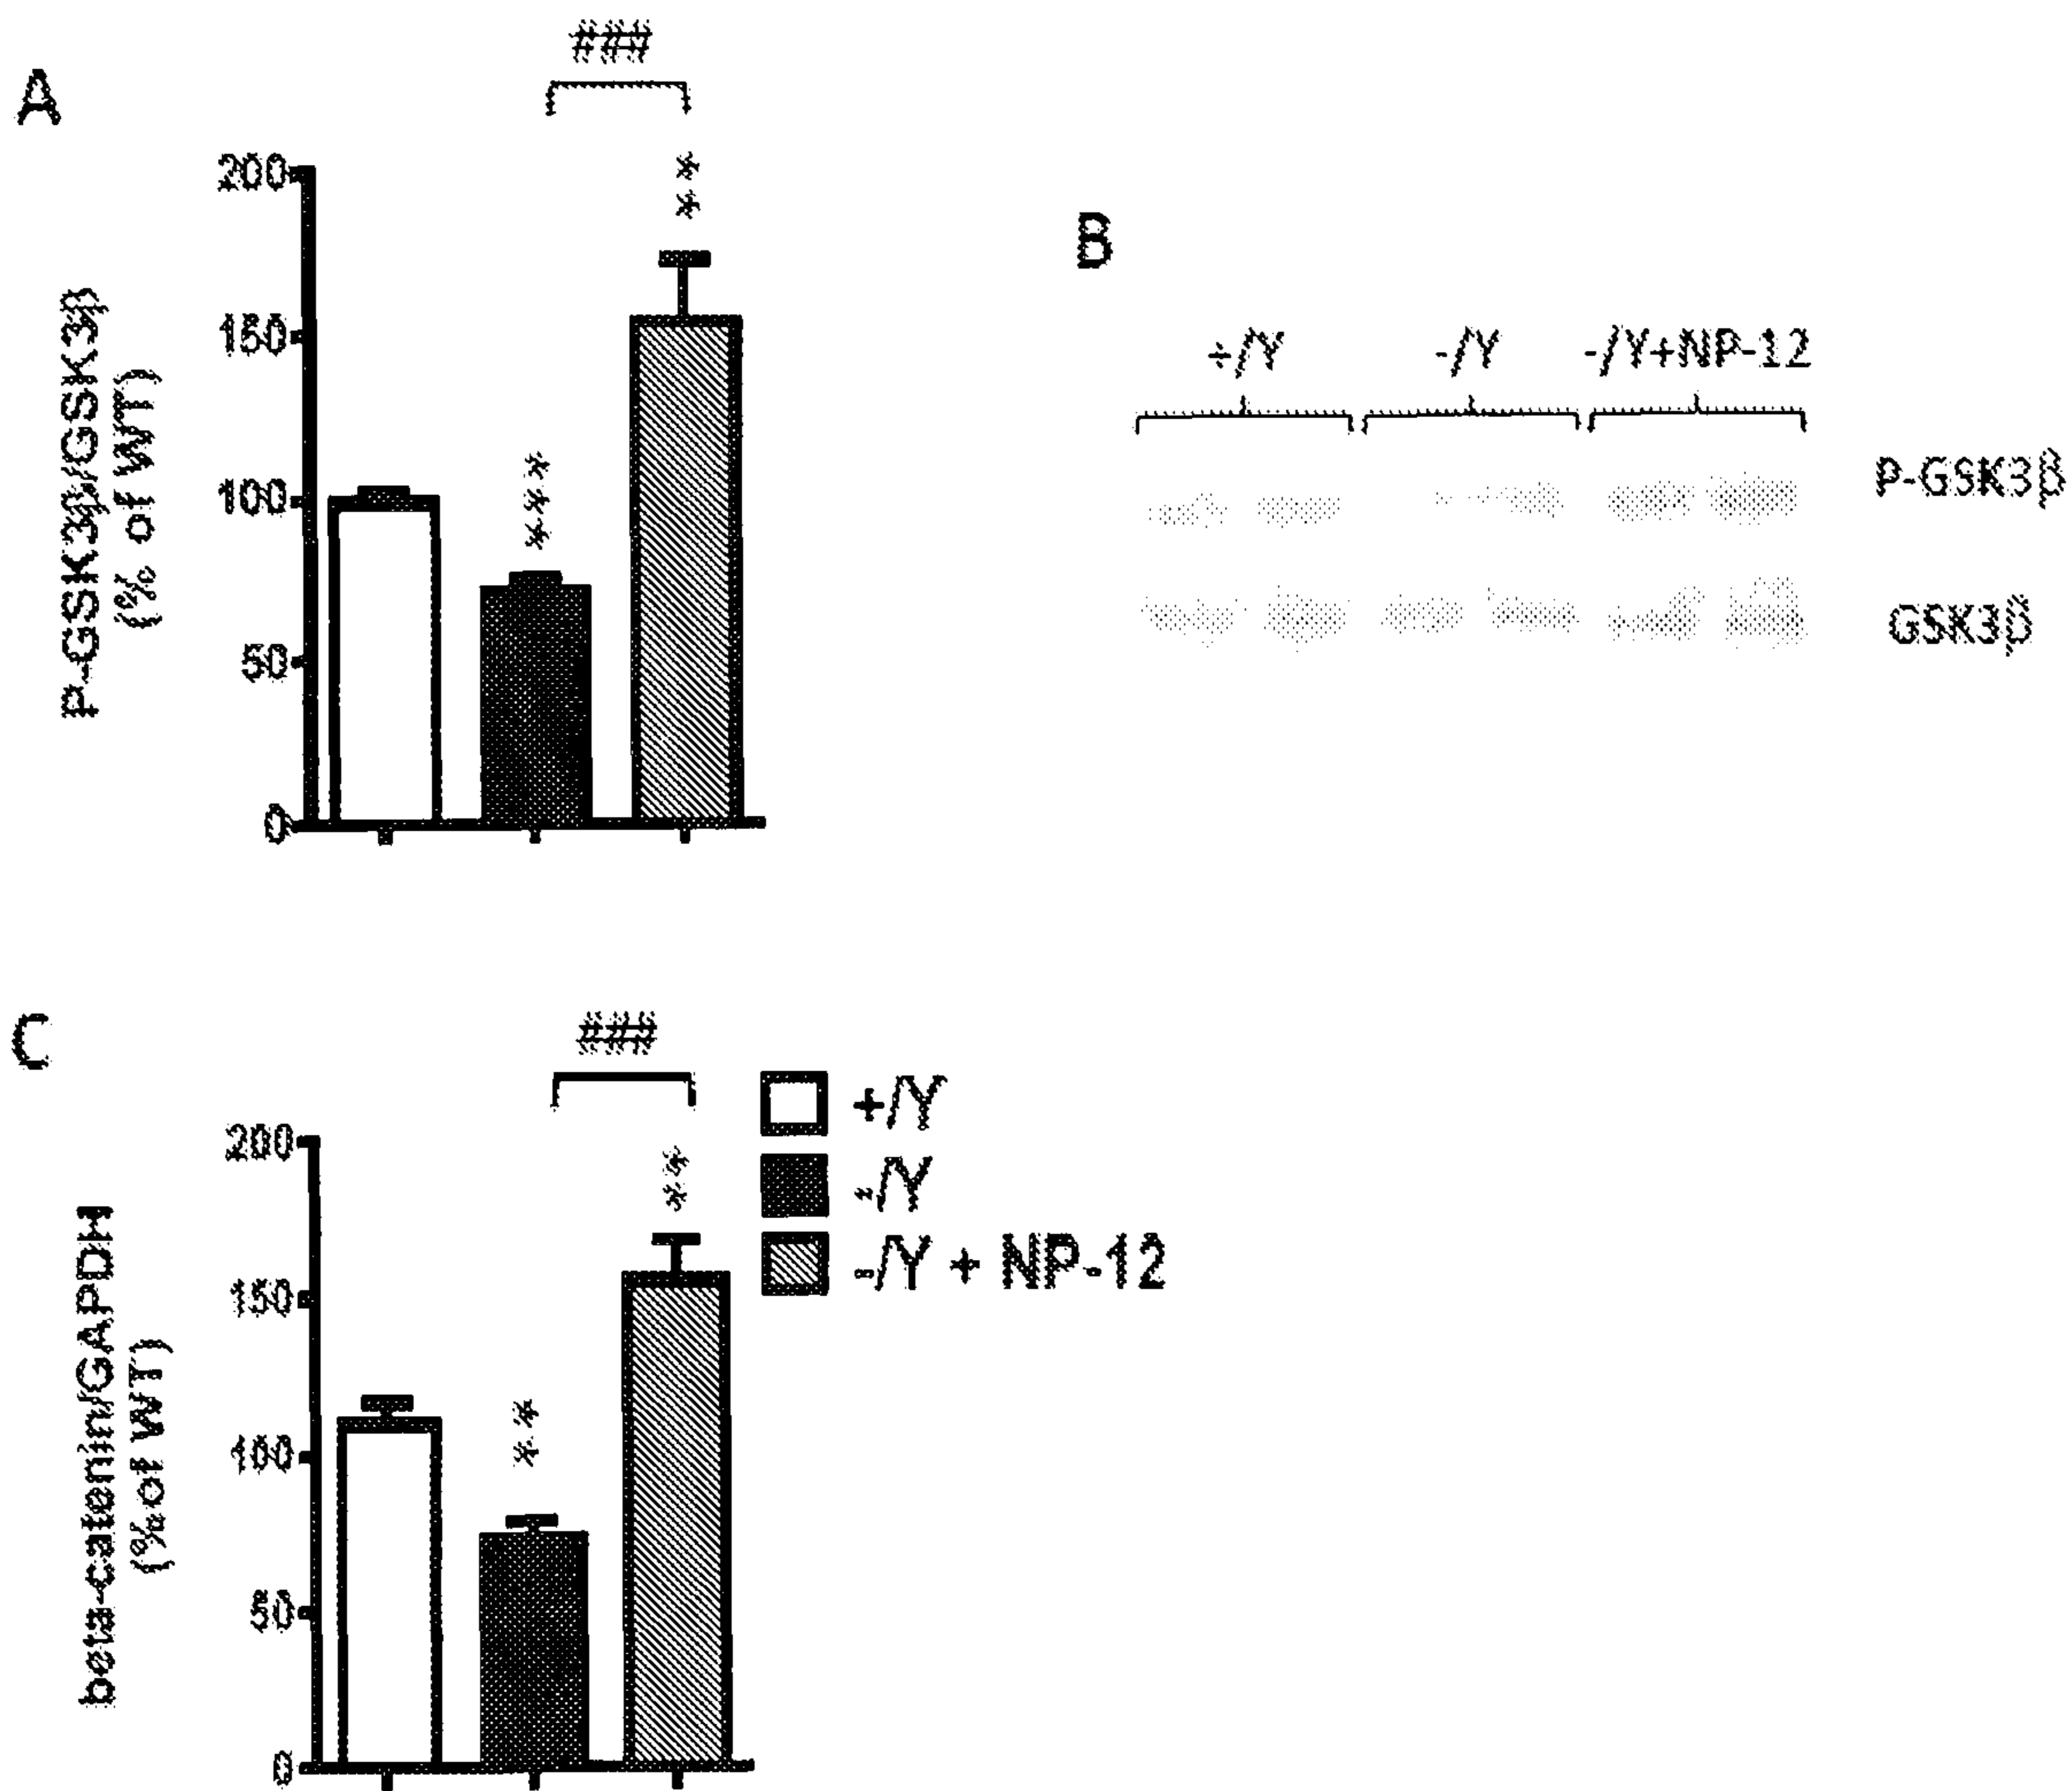 A
###
200
**
150
100
***
50
0
P-GSK3β/GSK3β
(% of WT)
B
+/Y -/Y -/Y+NP-12
P-GSK3β
GSK3β
C
###
200
**
150
100
**
50
0
beta-catenin/GAPDH
(% of WT)
+/Y
-/Y
-/Y + NP-12